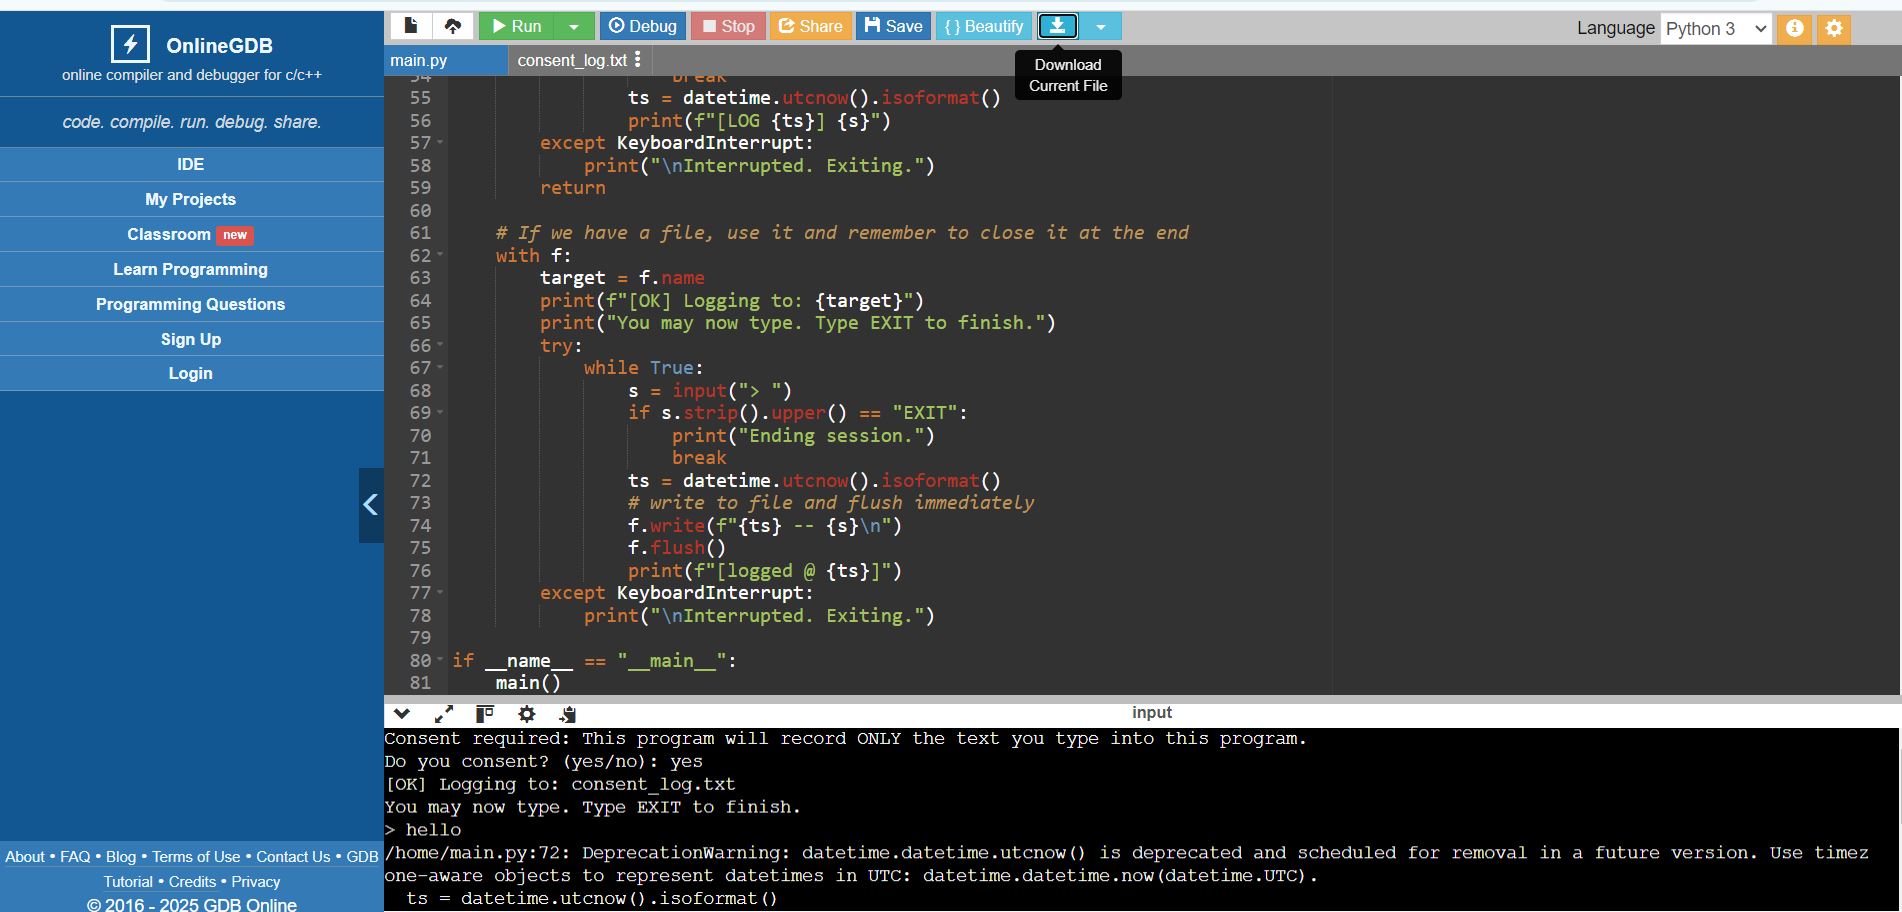 OnlineGDB
online compiler and debugger for c/c++
code. compile. run. debug. share.
IDE
My Projects
Classroom new
Learn Programming
Programming Questions
Sign Up
Login
About • FAQ • Blog • Terms of Use • Contact Us • GDB
Tutorial • Credits • Privacy
© 2016 - 2025 GDB Online
Run Debug Stop Share Save { } Beautify
Language Python 3
Download
Current File
main.py consent_log.txt
54 break
55 ts = datetime.utcnow().isoformat()
56 print(f"[LOG {ts}] {s}")
57 except KeyboardInterrupt:
58 print("\nInterrupted. Exiting.")
59 return
60
61 # If we have a file, use it and remember to close it at the end
62 with f:
63 target = f.name
64 print(f"[OK] Logging to: {target}")
65 print("You may now type. Type EXIT to finish.")
66 try:
67 while True:
68 s = input("> ")
69 if s.strip().upper() == "EXIT":
70 print("Ending session.")
71 break
72 ts = datetime.utcnow().isoformat()
73 # write to file and flush immediately
74 f.write(f"{ts} -- {s}\n")
75 f.flush()
76 print(f"[logged @ {ts}]")
77 except KeyboardInterrupt:
78 print("\nInterrupted. Exiting.")
79
80 if __name__ == "__main__":
81 main()
input
Consent required: This program will record ONLY the text you type into this program.
Do you consent? (yes/no): yes
[OK] Logging to: consent_log.txt
You may now type. Type EXIT to finish.
> hello
/home/main.py:72: DeprecationWarning: datetime.datetime.utcnow() is deprecated and scheduled for removal in a future version. Use timez
one-aware objects to represent datetimes in UTC: datetime.datetime.now(datetime.UTC).
ts = datetime.utcnow().isoformat()